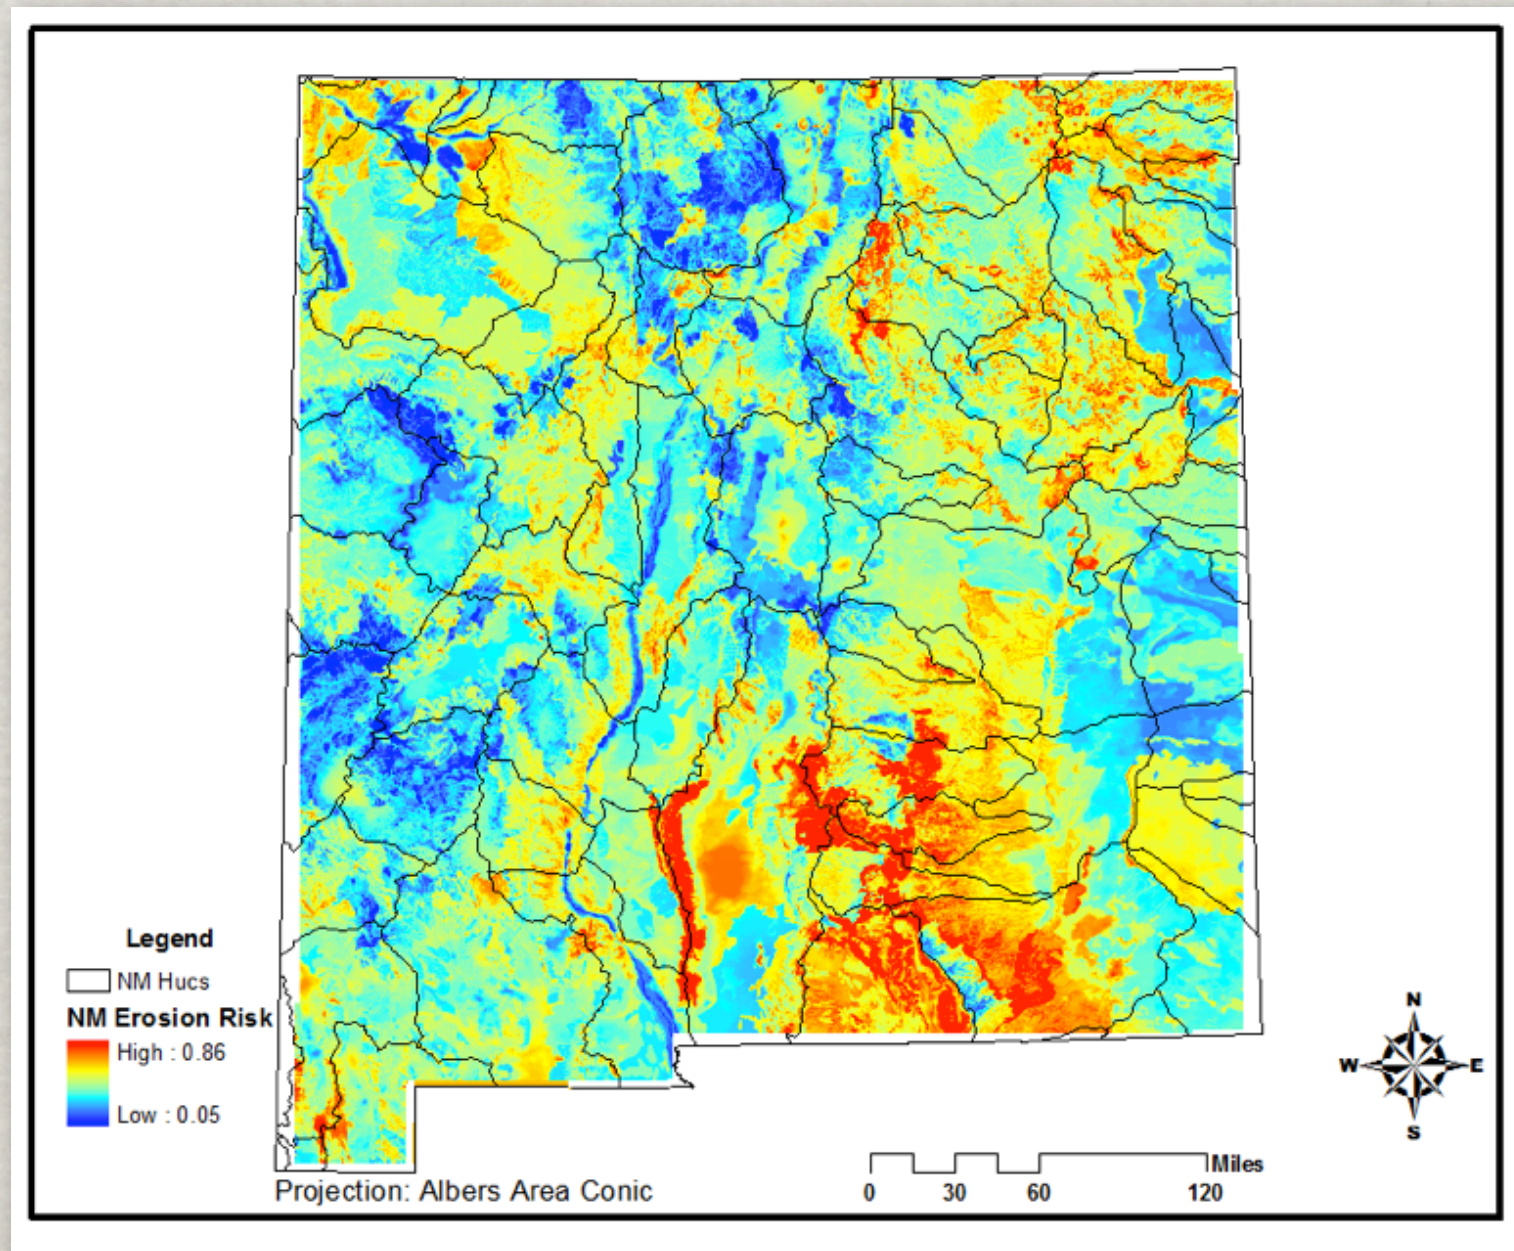 Legend
NM Hucs
NM Erosion Risk
High : 0.86
Low : 0.05
Projection: Albers Area Conic
Miles
0 30 60 120
N
W E
S